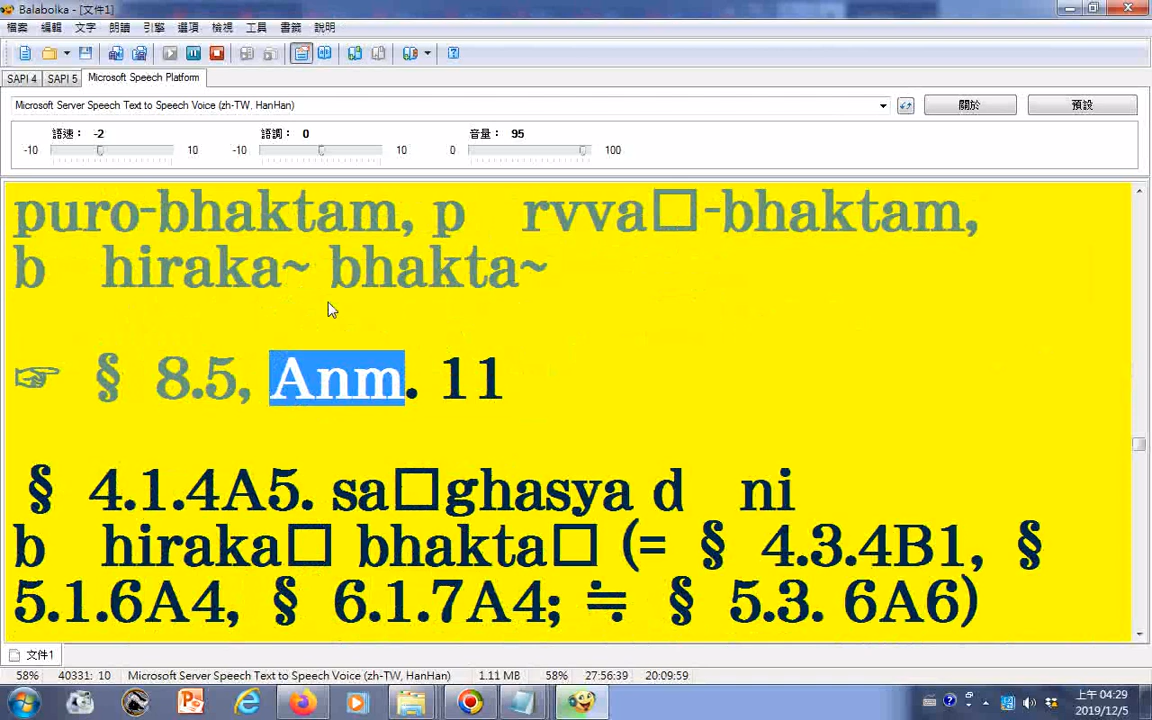 Balabolka - [文件1]
檔案 編輯 文字 朗讀 引擎 選項 檢視 工具 書籤 說明
SAPI 4 SAPI 5 Microsoft Speech Platform
Microsoft Server Speech Text to Speech Voice (zh-TW, HanHan) 關於 預設
語速： -2 語調： 0 音量： 95
-10 10 -10 10 0 100
puro-bhaktam, p rvva□-bhaktam,
b hiraka~ bhakta~
☞ § 8.5, Anm. 11
§ 4.1.4A5. sa□ghasya d ni
b hiraka□ bhakta□ (= § 4.3.4B1, §
5.1.6A4, § 6.1.7A4; ≒ § 5.3. 6A6)
文件1
58% 40331: 10 Microsoft Server Speech Text to Speech Voice (zh-TW, HanHan) 1.11 MB 58% 27:56:39 20:09:59
上午 04:29
2019/12/5